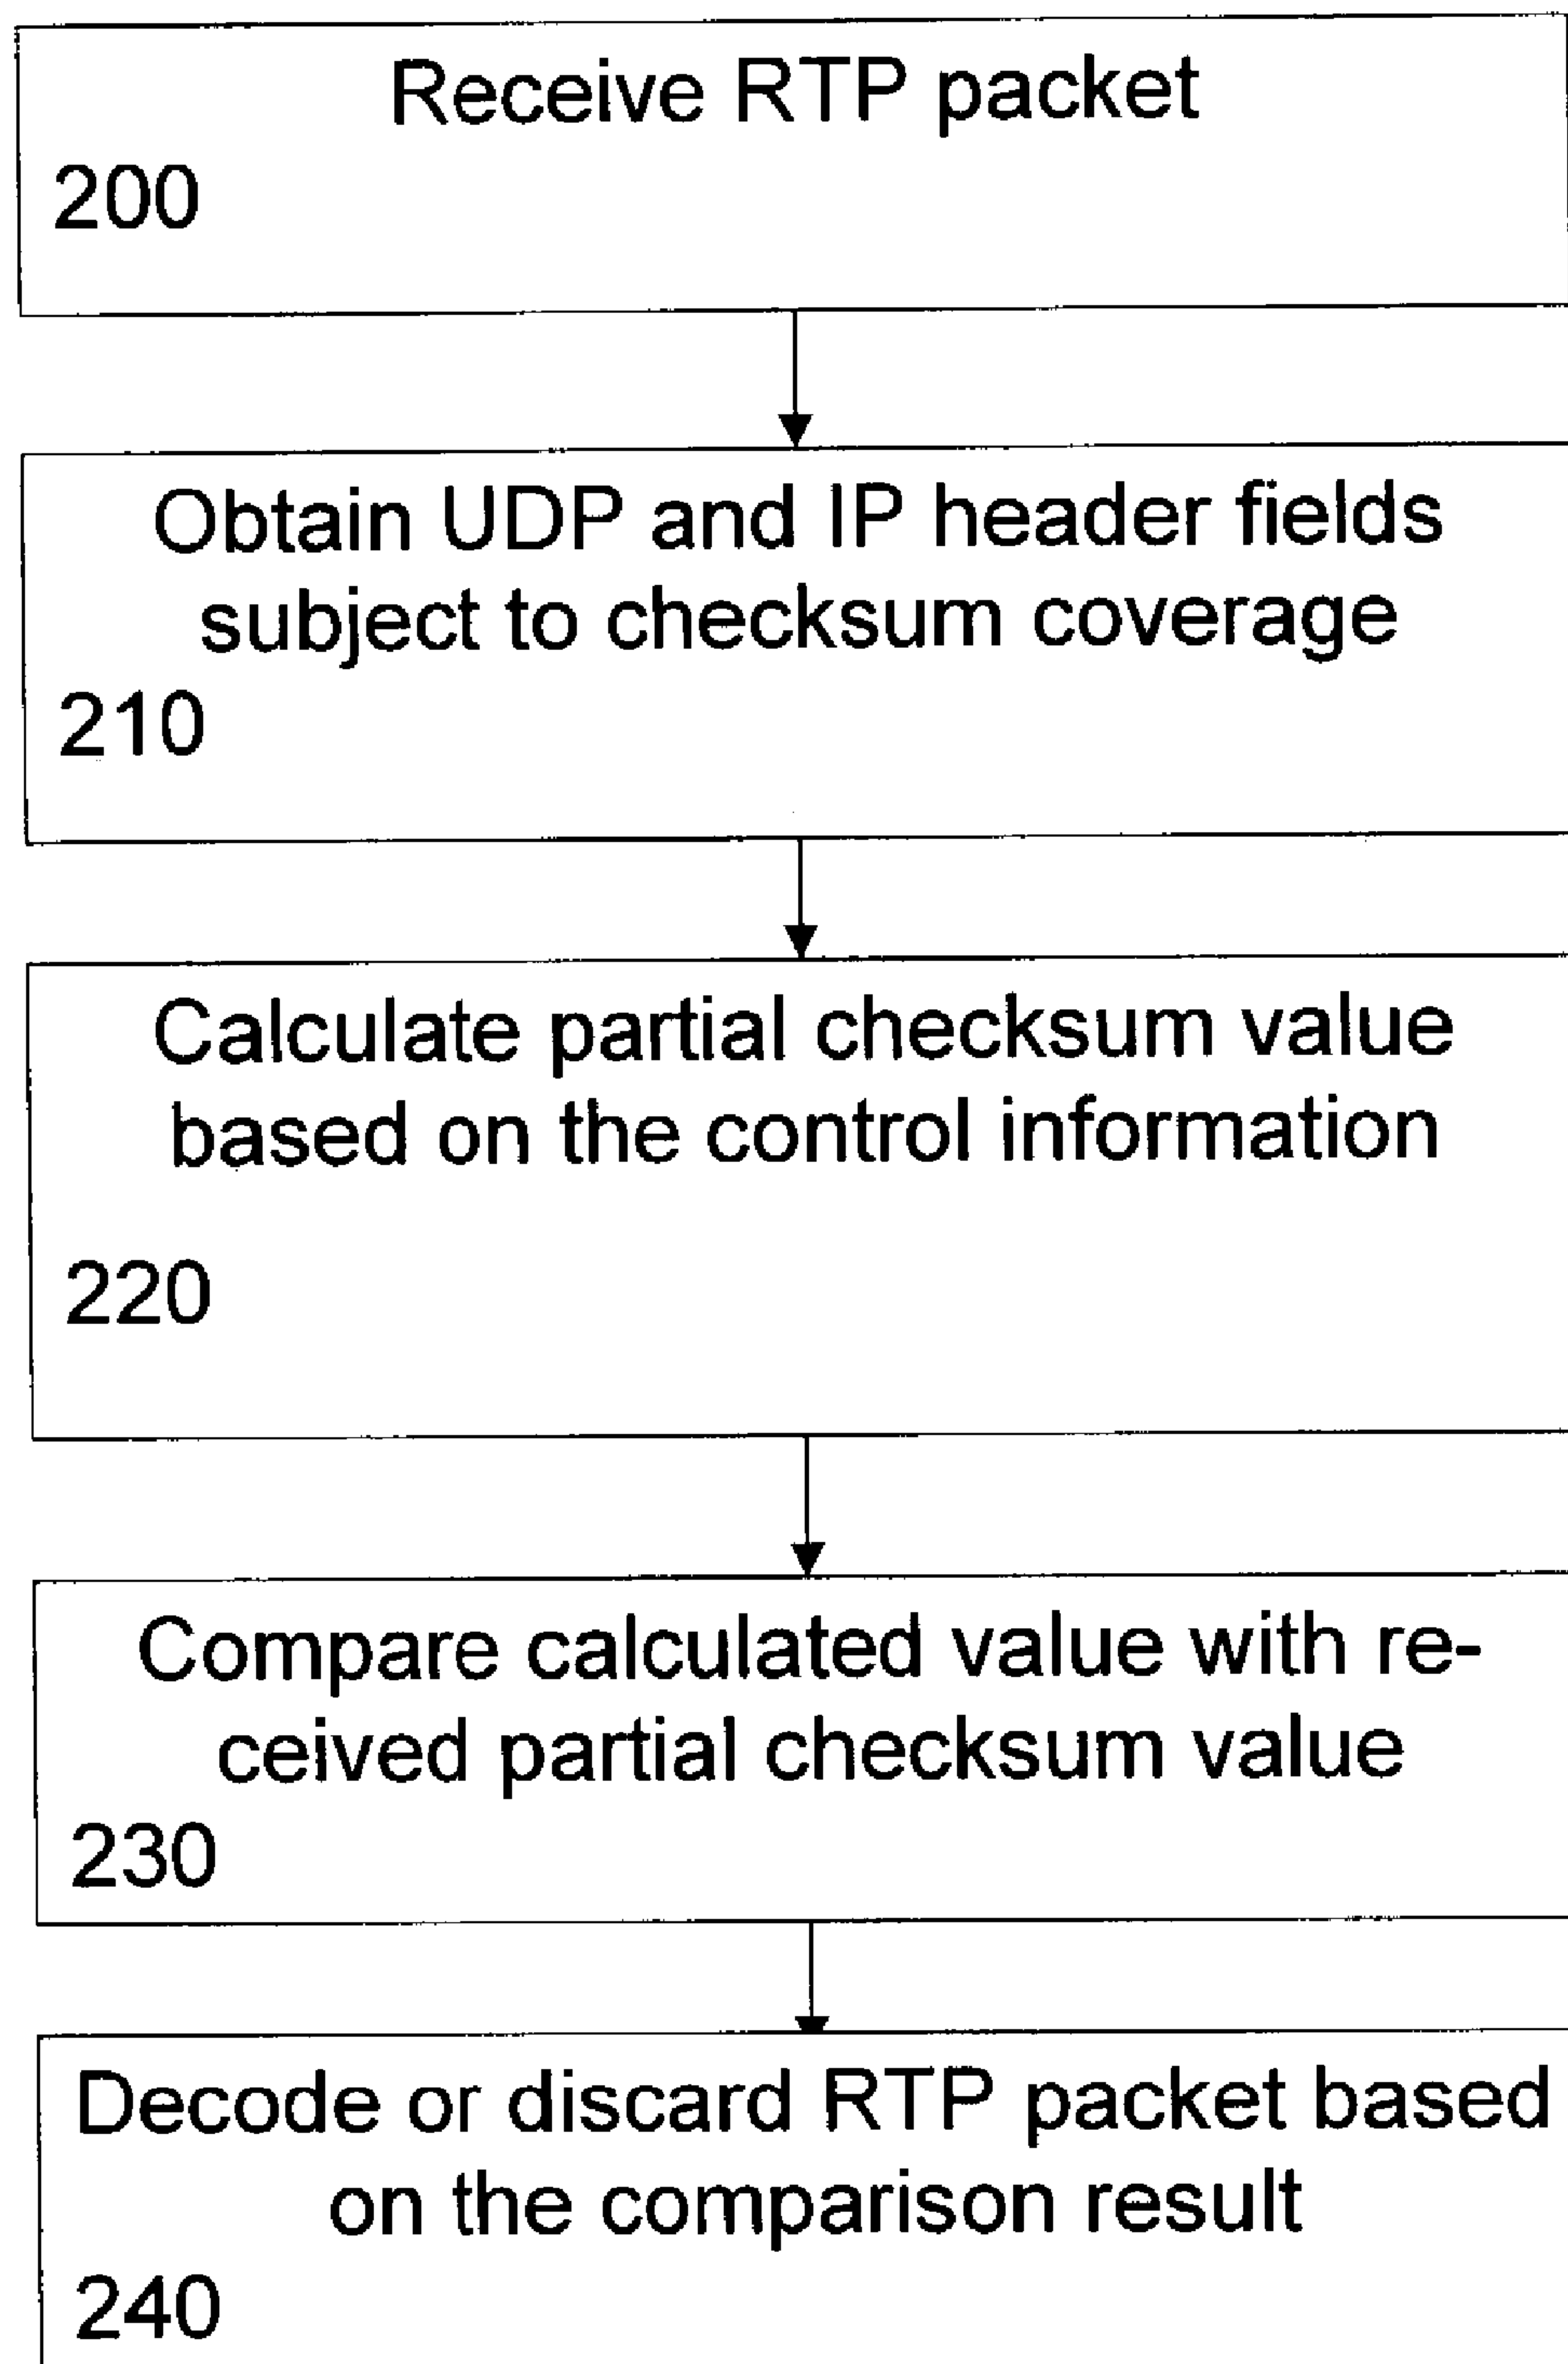 Receive RTP packet
200
Obtain UDP and IP header fields
subject to checksum coverage
210
Calculate partial checksum value
based on the control information
220
Compare calculated value with re-
ceived partial checksum value
230
Decode or discard RTP packet based
on the comparison result
240